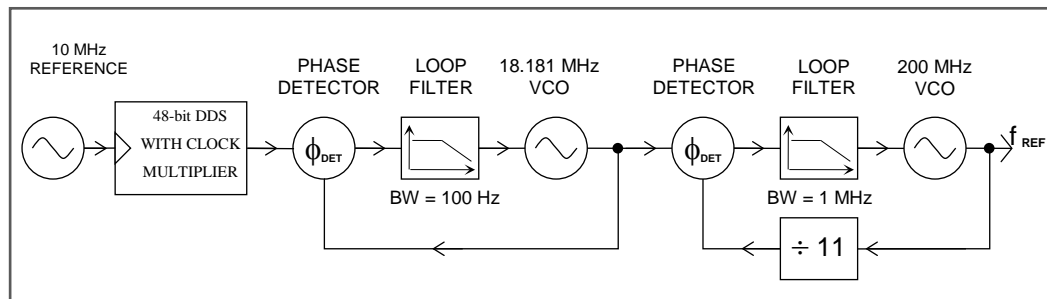 10 MHz
REFERENCE
48-bit DDS
WITH CLOCK
MULTIPLIER
PHASE
DETECTOR
ΦDET
LOOP
FILTER
BW = 100 Hz
18.181 MHz
VCO
PHASE
DETECTOR
ΦDET
LOOP
FILTER
BW = 1 MHz
200 MHz
VCO
f REF
÷ 11